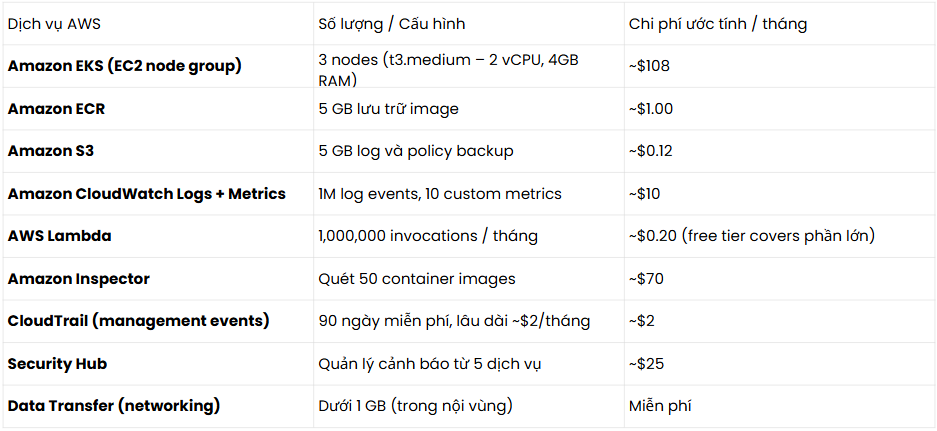 Dịch vụ AWS	Số lượng / Cấu hình	Chi phí ước tính / tháng
Amazon EKS (EC2 node group)	3 nodes (t3.medium – 2 vCPU, 4GB	~$108
RAM)
Amazon ECR	5 GB lưu trữ image	~$1.00
Amazon S3	5 GB log và policy backup	~$0.12
Amazon CloudWatch Logs + Metrics	1M log events, 10 custom metrics	~$10
AWS Lambda	1,000,000 invocations / tháng	~$0.20 (free tier covers phần lớn)
Amazon Inspector	Quét 50 container images	~$70
CloudTrail (management events)	90 ngày miễn phí, lâu dài ~$2/tháng	~$2
Security Hub	Quản lý cảnh báo từ 5 dịch vụ	~$25
Data Transfer (networking)	Dưới 1 GB (trong nội vùng)	Miễn phí